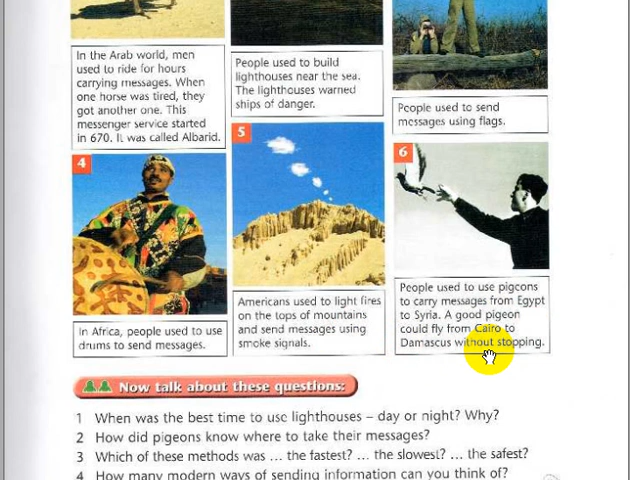 In the Arab world, men
used to ride for hours
carrying messages. When
one horse was tired, they
got another one. This
messenger service started
in 670. It was called Albarid.
People used to build
lighthouses near the sea.
The lighthouses warned
ships of danger.
People used to send
messages using flags.
4
In Africa, people used to use
drums to send messages.
5
Americans used to light fires
on the tops of mountains
and send messages using
smoke signals.
6
People used to use pigeons
to carry messages from Egypt
to Syria. A good pigeon
could fly from Cairo to
Damascus without stopping.
Now talk about these questions:
1 When was the best time to use lighthouses – day or night? Why?
2 How did pigeons know where to take their messages?
3 Which of these methods was ... the fastest? ... the slowest? ... the safest?
4 How many modern ways of sending information can you think of?